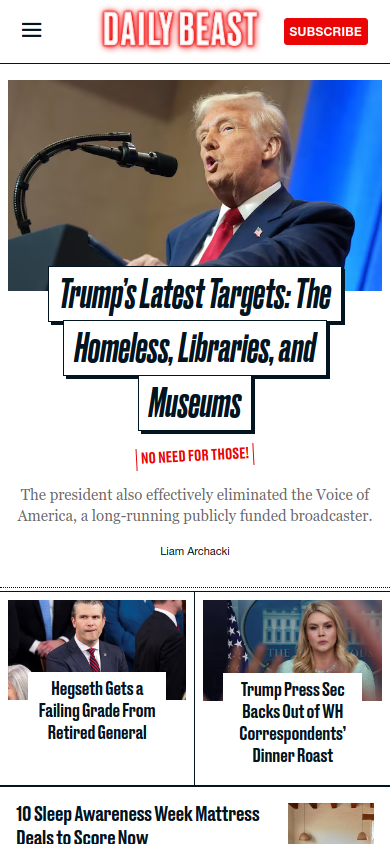 DAILY BEAST
SUBSCRIBE
Trump's Latest Targets: The
Homeless, Libraries, and
Museums
NO NEED FOR THOSE!
The president also effectively eliminated the Voice of
America, a long-running publicly funded broadcaster.
Liam Archacki
Hegseth Gets a
Failing Grade From
Retired General
Trump Press Sec
Backs Out of WH
Correspondents'
Dinner Roast
10 Sleep Awareness Week Mattress
Deals to Score Now